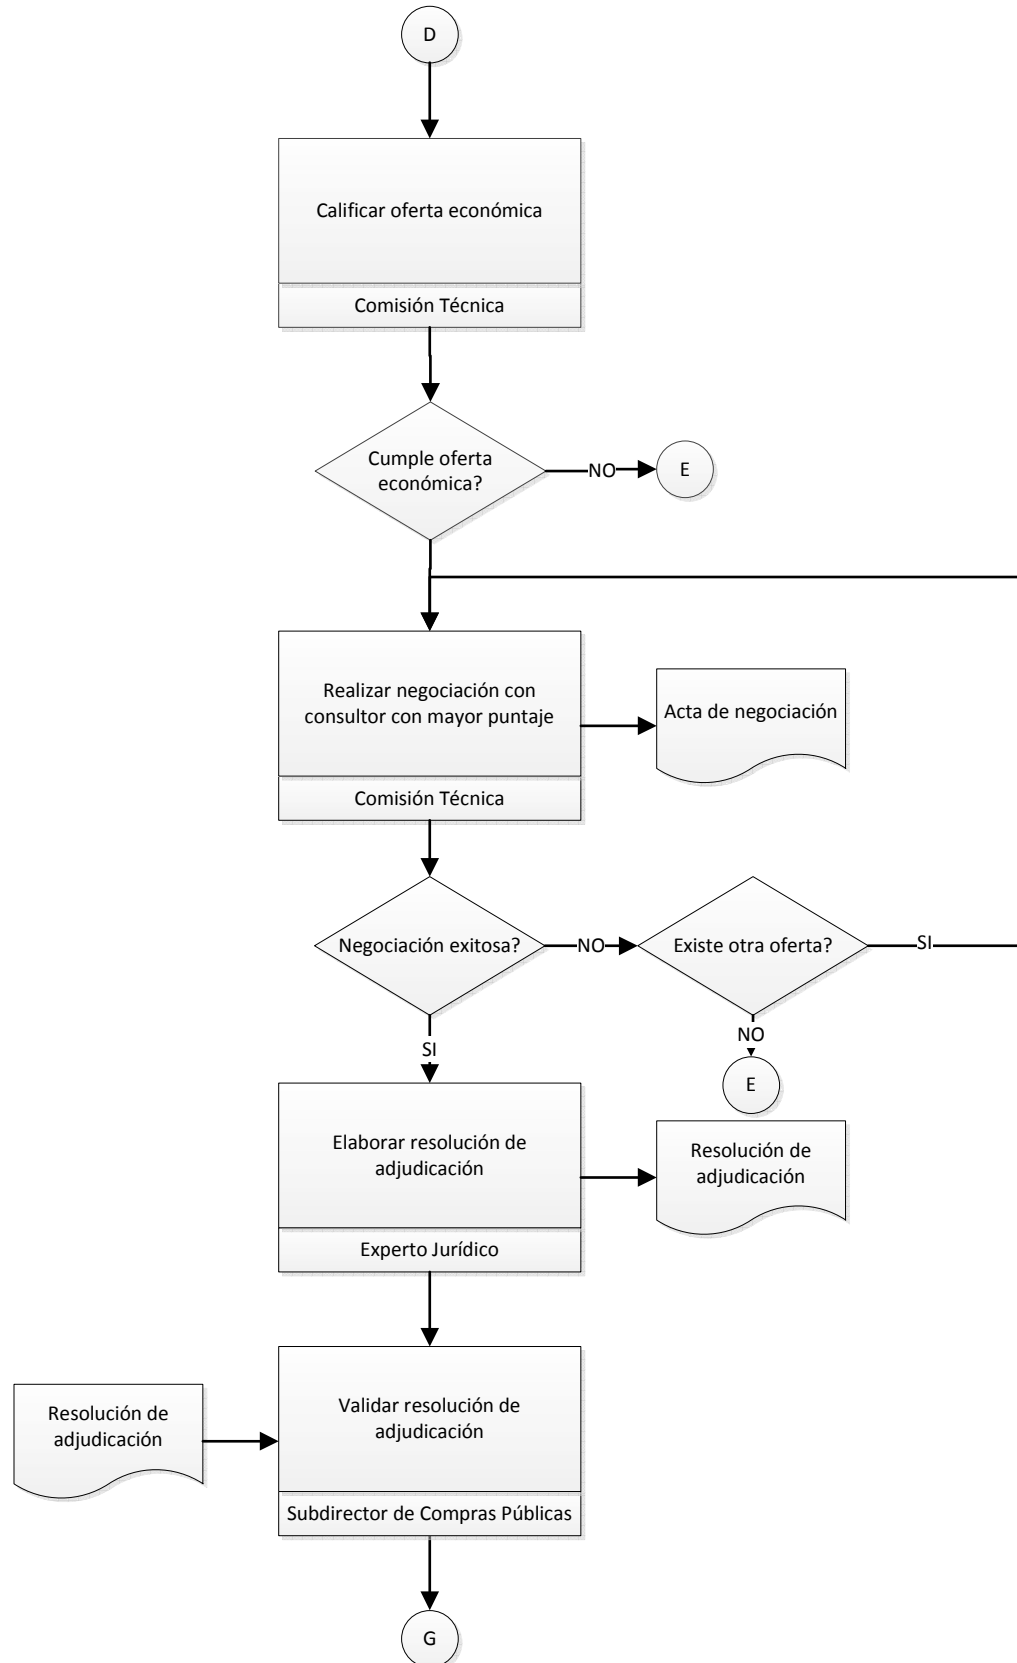 D
Calificar oferta económica
Comisión Técnica
Cumple oferta
económica?
NO
E
Realizar negociación con
consultor con mayor puntaje
Comisión Técnica
Acta de negociación
Negociación exitosa?
NO
Existe otra oferta?
SI
SI
NO
E
Elaborar resolución de
adjudicación
Experto Jurídico
Resolución de
adjudicación
Resolución de
adjudicación
Validar resolución de
adjudicación
Subdirector de Compras Públicas
G